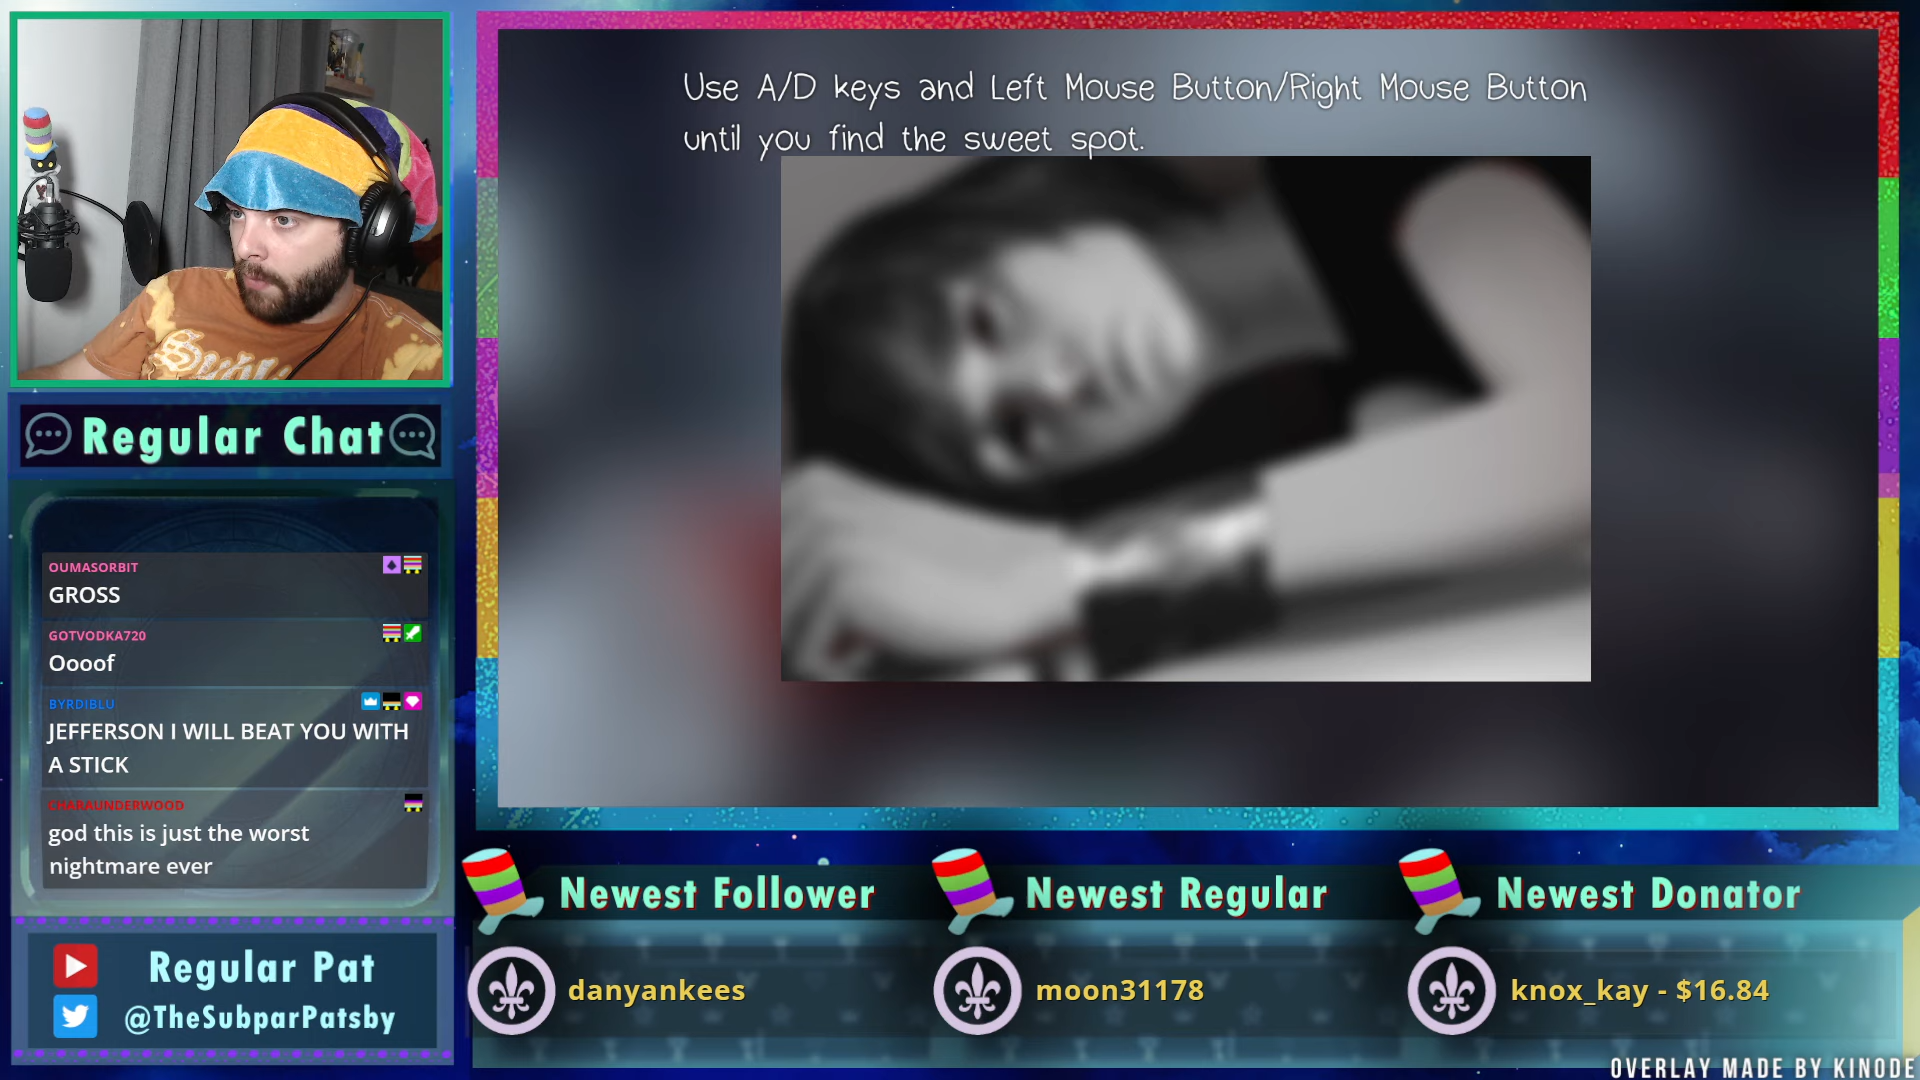 Use A/D keys and Left Mouse Button/Right Mouse Button
until you find the sweet spot.
Regular Chat
OUMASORBIT
GROSS
GOTVODKA720
Oooof
BYRDIBLU
JEFFERSON I WILL BEAT YOU WITH
A STICK
CHARAUNDERWOOD
god this is just the worst
nightmare ever
Regular Pat
@TheSubparPatsby
Newest Follower
danyankees
Newest Regular
moon31178
Newest Donator
knox_kay - $16.84
OVERLAY MADE BY KINODE